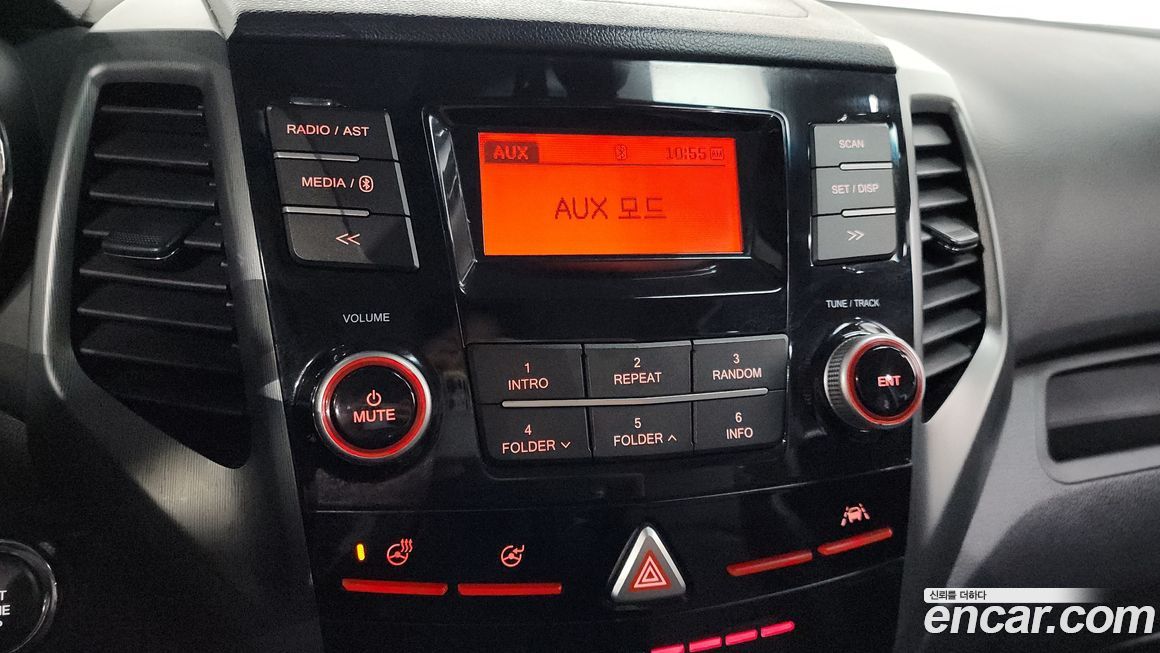 RADIO / AST
MEDIA /
<<
AUX
10:55 AM
AUX 모드
SCAN
SET / DISP
>>
VOLUME
MUTE
1
INTRO
2
REPEAT
3
RANDOM
4
FOLDER
5
FOLDER
6
INFO
TUNE / TRACK
ENT
신뢰를 더하다
encar.com